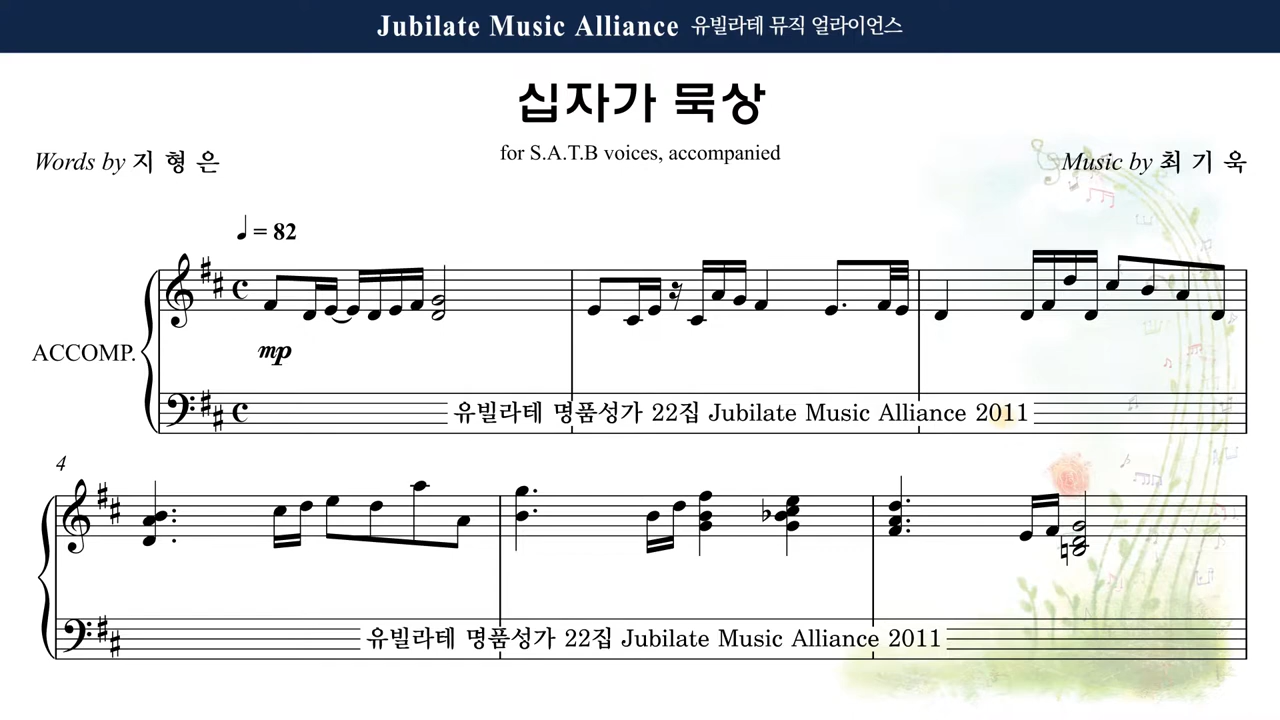 Jubilate Music Alliance 유빌라테 뮤직 얼라이언스
십자가 묵상
for S.A.T.B voices, accompanied
Words by 지 형 은
Music by 최 기 욱
♩ = 82
ACCOMP.
mp
유빌라테 명품성가 22집 Jubilate Music Alliance 2011
4
유빌라테 명품성가 22집 Jubilate Music Alliance 2011